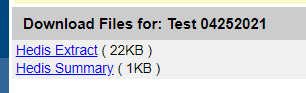 Download Files for: Test 04252021
Hedis Extract ( 22KB )
Hedis Summary ( 1KB )